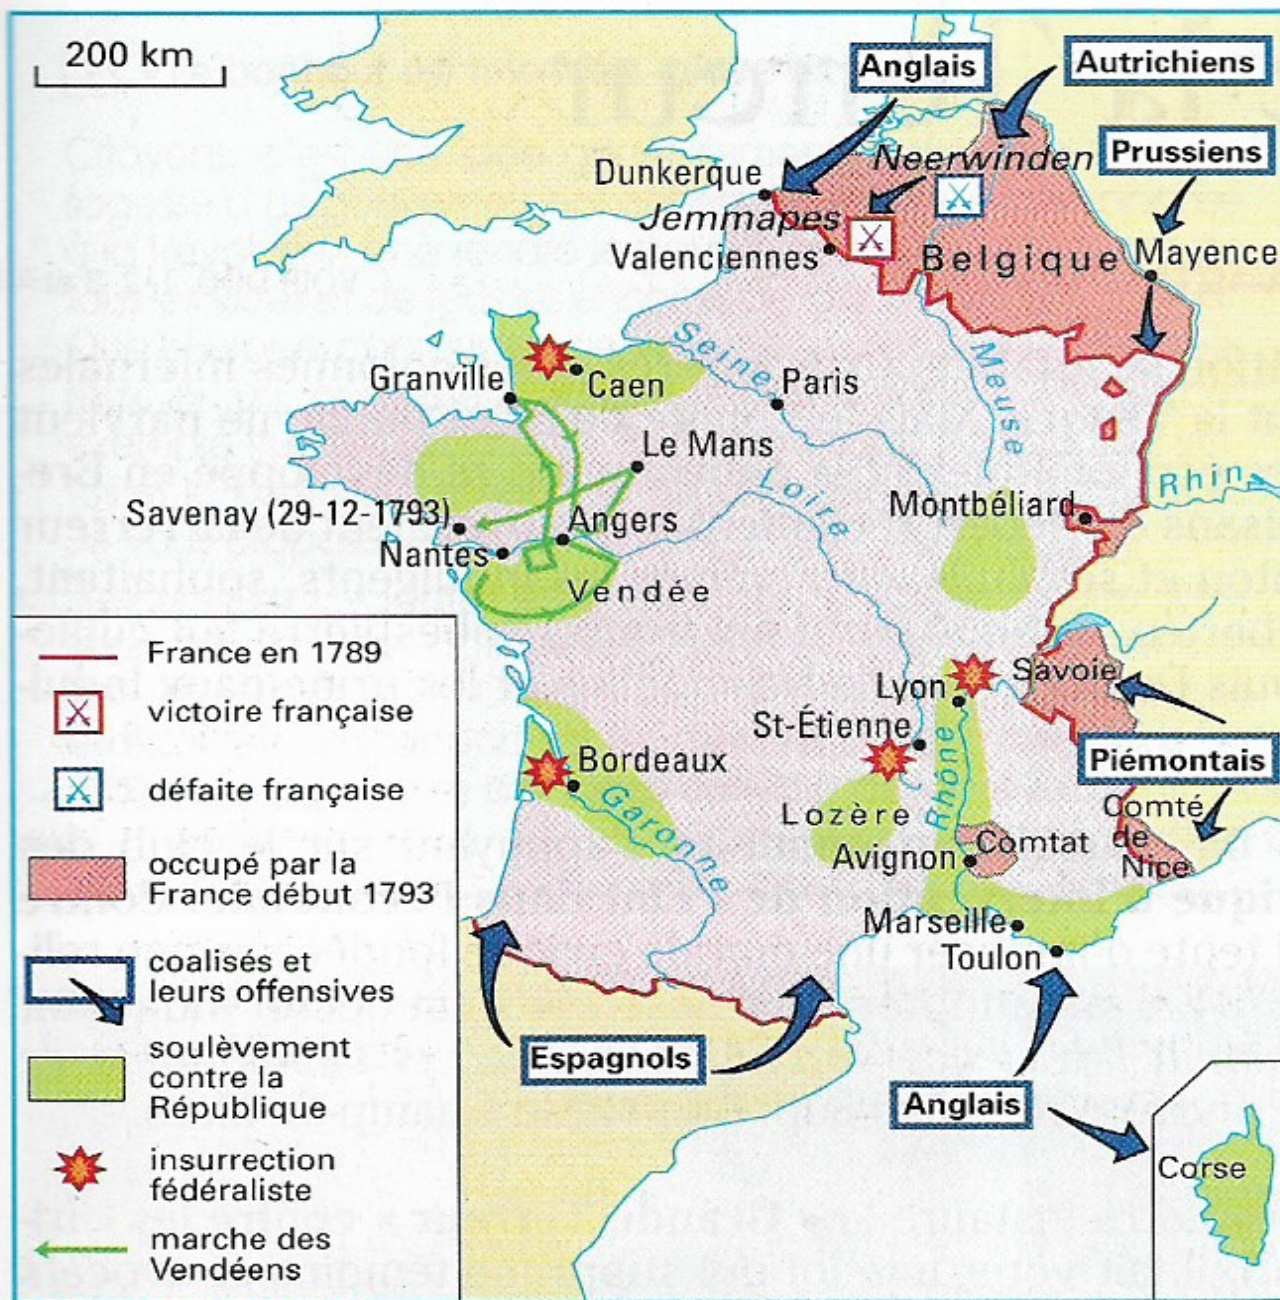 200 km
Anglais
Autrichiens
Prussiens
Neerwinden
Dunkerque
Jemmapes
Valenciennes
Belgique
Mayence
Seine
Meuse
Granville
Caen
Paris
Le Mans
Loire
Rhin
Savenay (29-12-1793)
Angers
Montbéliard
Nantes
Vendée
Lyon
Savoie
St-Étienne
Rhône
Bordeaux
Piémontais
Garonne
Lozère
Comté
de
Nice
Avignon
Comtat
Marseille
Toulon
Espagnols
Anglais
Corse
France en 1789
victoire française
défaite française
occupé par la
France début 1793
coalisés et
leurs offensives
soulèvement
contre la
République
insurrection
fédéraliste
marche des
Vendéens